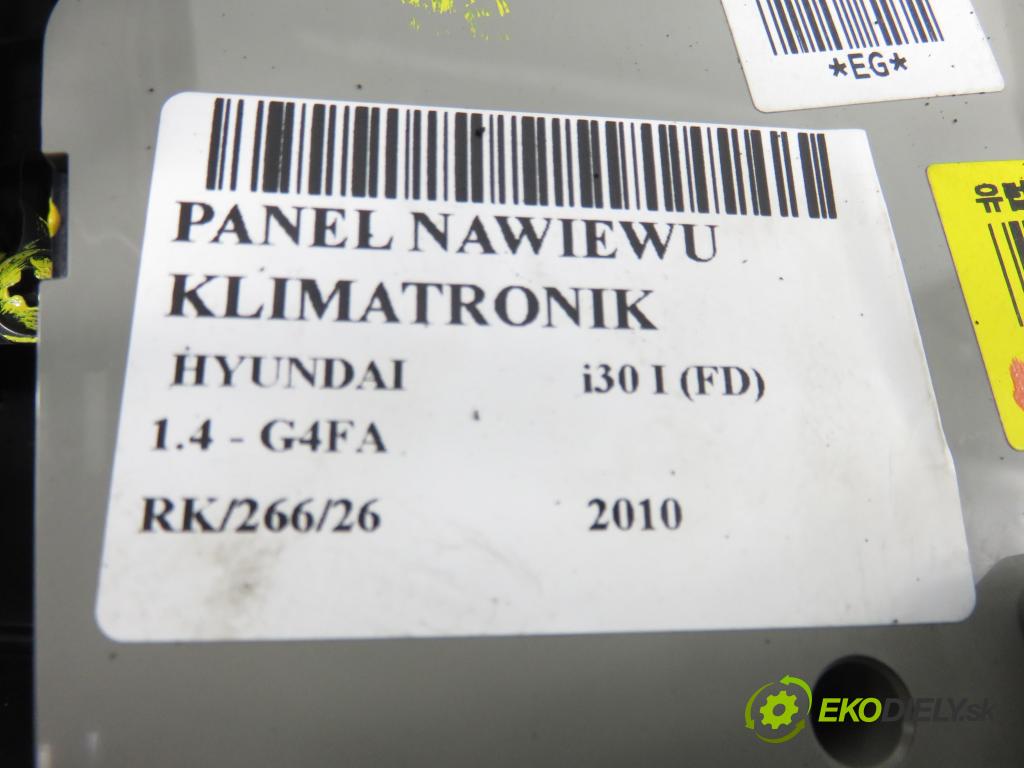 *EG*
PANEL NAWIEWU
KLIMATRONIK
HYUNDAI i30 I (FD)
1.4 - G4FA
RK/266/26 2010
EKODIELY.sk